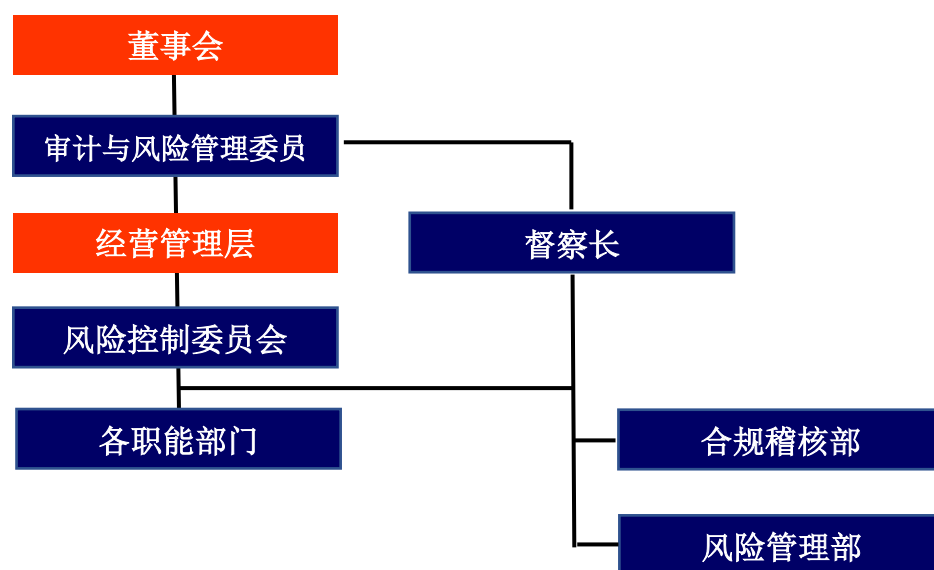 董事会
审计与风险管理委员
经营管理层
督察长
风险控制委员会
各职能部门
合规稽核部
风险管理部